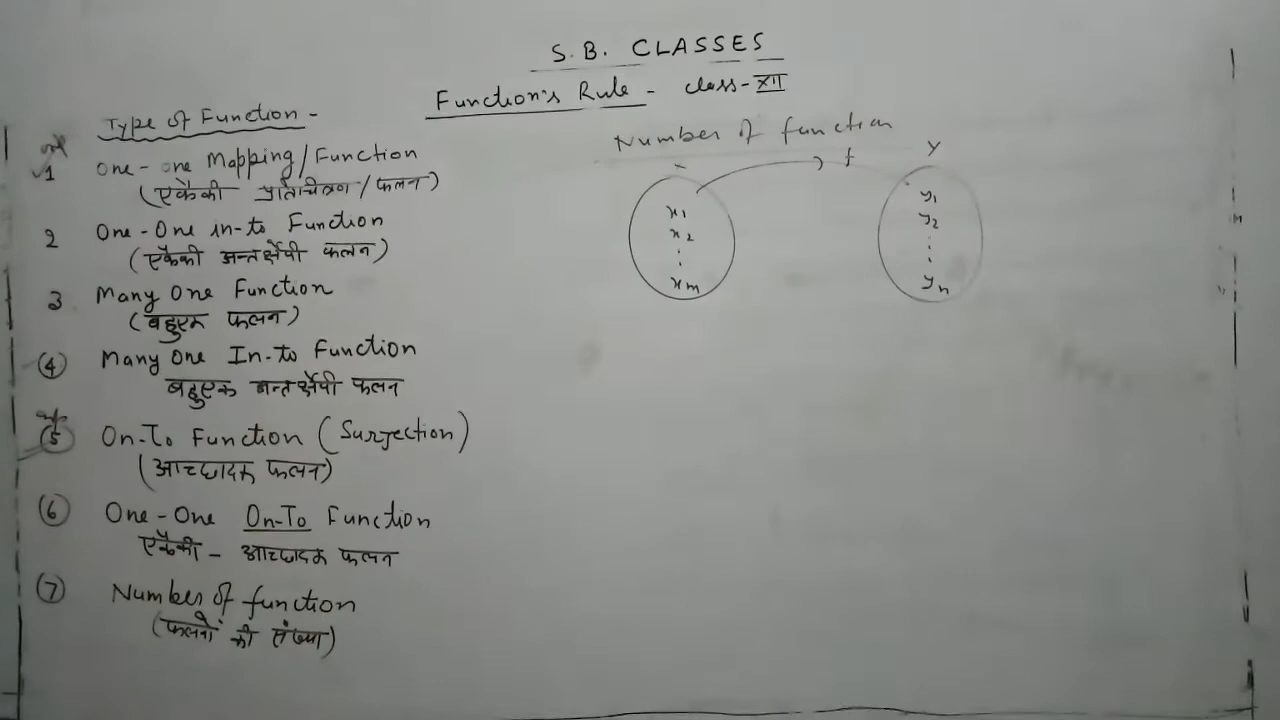 S.B. CLASSES
Function's Rule - class-XII
Type of Function -
1 One-one Mapping/Function
(एकैकी प्रतिचित्रण/फलन)
2 One-One in-to Function
(एकैकी अन्तर्क्षेपी फलन)
3 Many One Function
(बहुएक फलन)
4 Many One In-to Function
बहुएक अन्तर्क्षेपी फलन
5 On-To Function (Surjection)
(आच्छादक फलन)
6 One-One On-To Function
एकैकी - आच्छादक फलन
7 Number of function
(फलनों की संख्या)
Number of function
f
Y
x1
x2
:
xm
y1
y2
:
yn